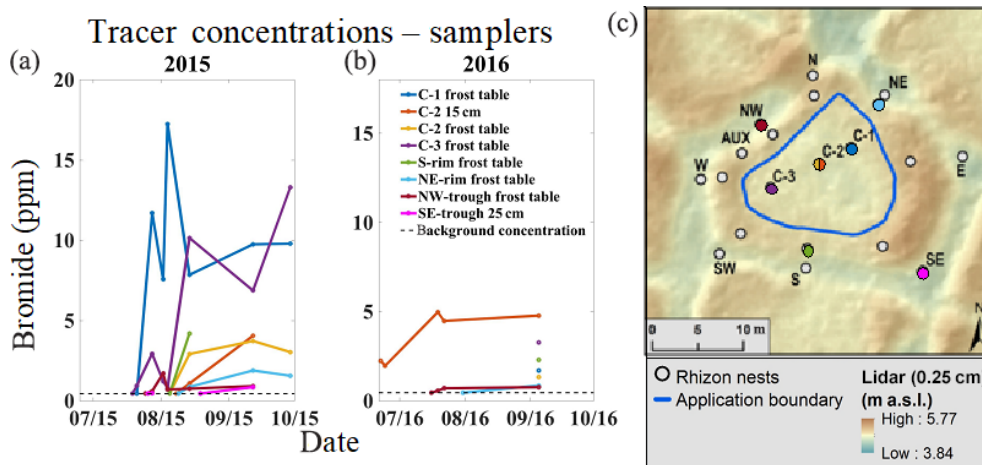 Tracer concentrations – samplers
(a)
2015
20
15
10
5
0
07/15
08/15
09/15
10/15
Bromide (ppm)
(b)
2016
C-1 frost table
C-2 15 cm
C-2 frost table
C-3 frost table
S-rim frost table
NE-rim frost table
NW-trough frost table
SE-trough 25 cm
Background concentration
15
10
5
0
07/16
08/16
09/16
10/16
Date
(c)
N
NE
NW
AUX
C-1
C-2
W
C-3
E
SW
S
SE
N
0 5 10 m
Rhizon nests
Application boundary
Lidar (0.25 cm)
(m a.s.l.)
High : 5.77
Low : 3.84